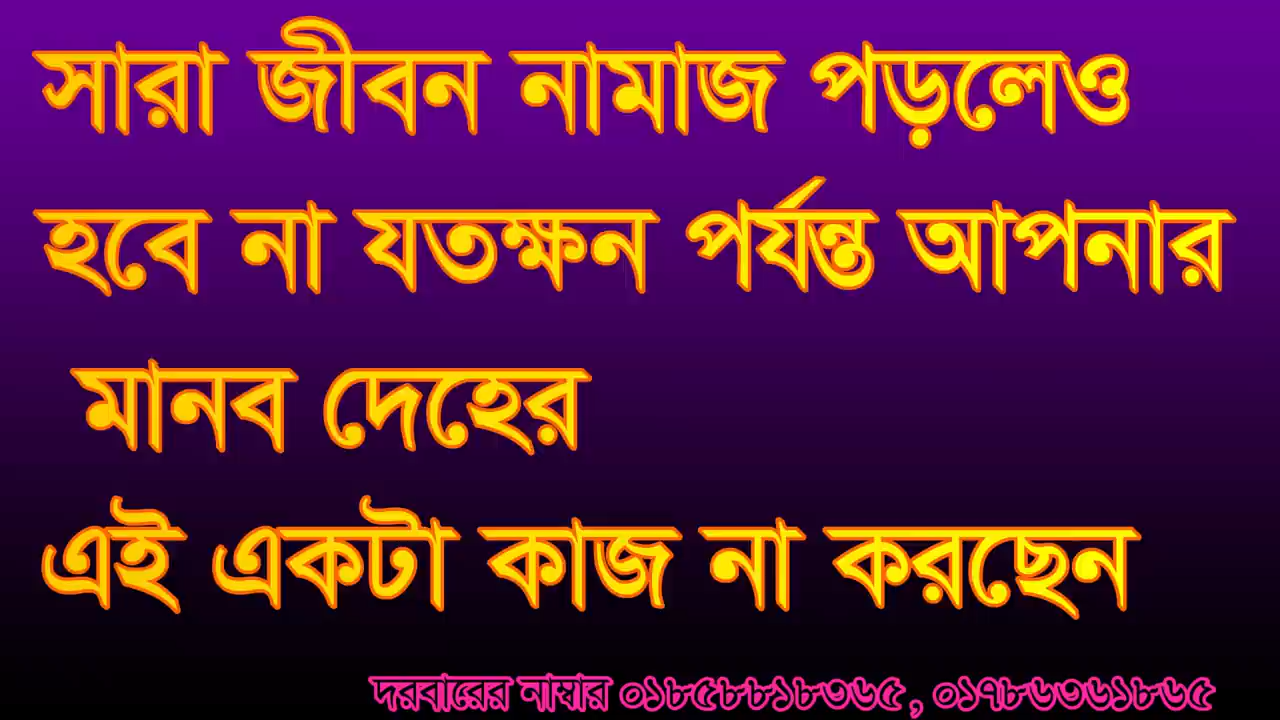 সারা জীবন নামাজ পড়লেও
হবে না যতক্ষন পর্যন্ত আপনার
মানব দেহের
এই একটা কাজ না করছেন
দরবারের নাম্বার ০১৮৫৮৮১৮৩৬৫, ০১৭৮৬৩৬১৮৬৫